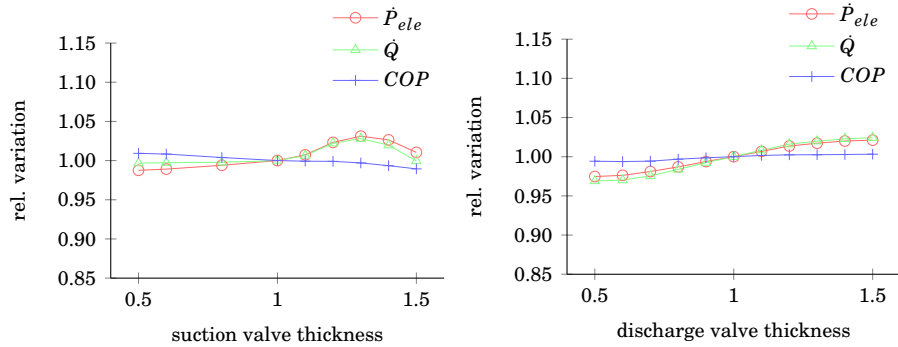 Ṗele
Q̇
COP
1.15
1.10
1.05
1.00
0.95
0.90
0.85
rel. variation
0.5 1 1.5
suction valve thickness
Ṗele
Q̇
COP
1.15
1.10
1.05
1.00
0.95
0.90
0.85
rel. variation
0.5 1 1.5
discharge valve thickness